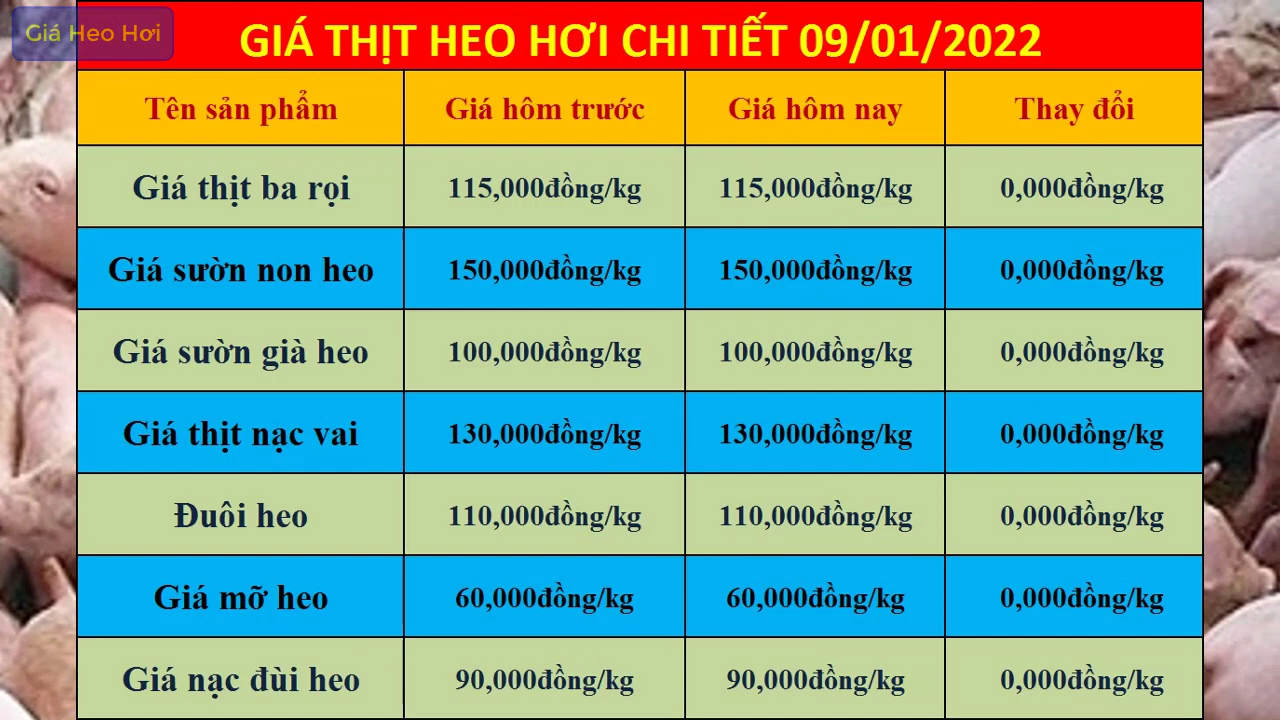 Giá Heo Hơi
GIÁ THỊT HEO HƠI CHI TIẾT 09/01/2022
Tên sản phẩm Giá hôm trước Giá hôm nay Thay đổi
Giá thịt ba rọi 115,000đồng/kg 115,000đồng/kg 0,000đồng/kg
Giá sườn non heo 150,000đồng/kg 150,000đồng/kg 0,000đồng/kg
Giá sườn già heo 100,000đồng/kg 100,000đồng/kg 0,000đồng/kg
Giá thịt nạc vai 130,000đồng/kg 130,000đồng/kg 0,000đồng/kg
Đuôi heo 110,000đồng/kg 110,000đồng/kg 0,000đồng/kg
Giá mỡ heo 60,000đồng/kg 60,000đồng/kg 0,000đồng/kg
Giá nạc đùi heo 90,000đồng/kg 90,000đồng/kg 0,000đồng/kg